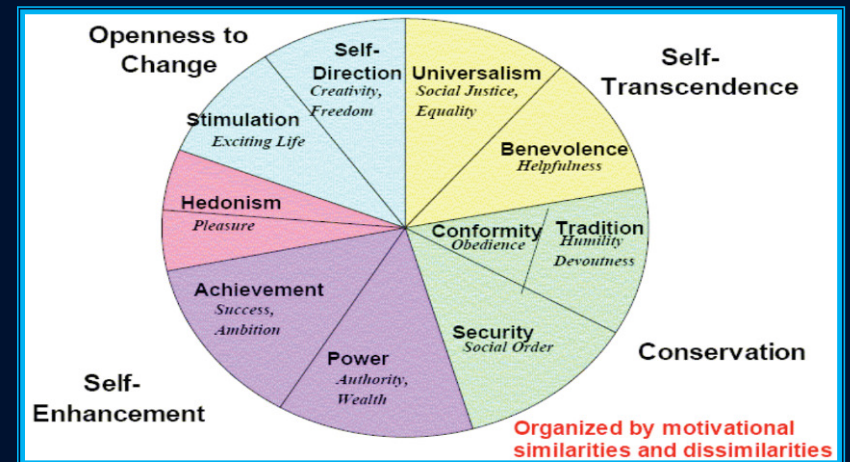 Openness to
Change
Self-
Direction
Creativity,
Freedom
Universalism
Social Justice,
Equality
Self-
Transcendence
Stimulation
Exciting Life
Benevolence
Helpfulness
Hedonism
Pleasure
Conformity
Obedience
Tradition
Humility
Devoutness
Achievement
Success,
Ambition
Security
Social Order
Power
Authority,
Wealth
Conservation
Self-
Enhancement
Organized by motivational
similarities and dissimilarities